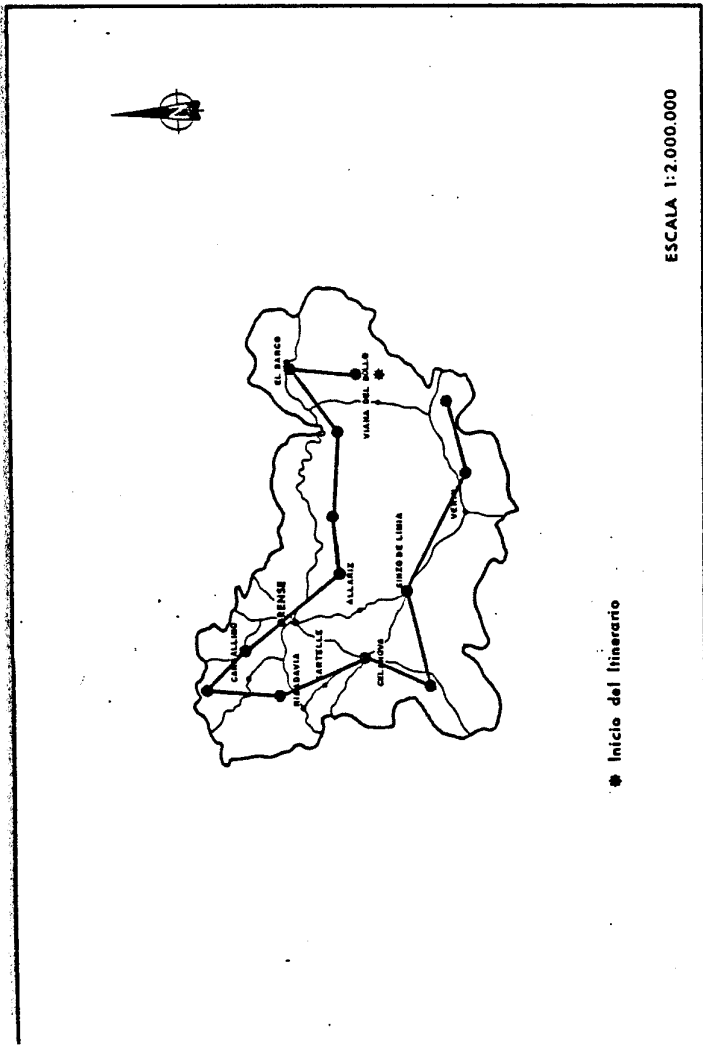 N
EL BARCO
VIANA DEL BOLLO
VERIN
GINZO DE LIMIA
ALLARIZ
ORENSE
CARBALLINO
RIBADAVIA
CARTELLE
CELANOVA
✱ Inicio del Itinerario
ESCALA 1:2.000.000